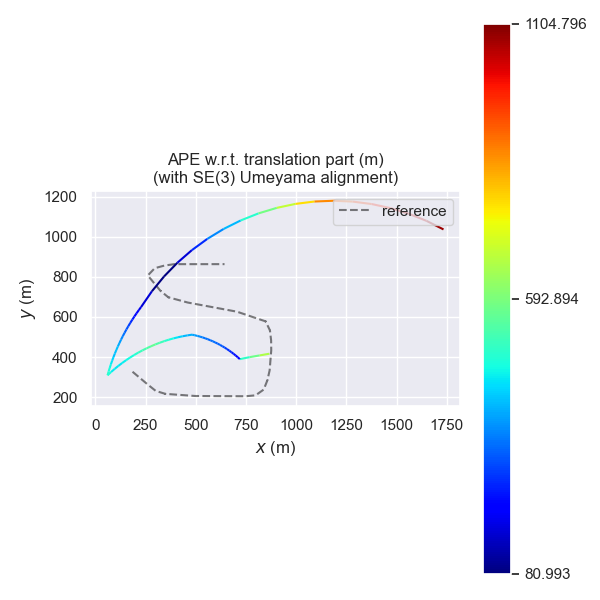 APE w.r.t. translation part (m)
(with SE(3) Umeyama alignment)
reference
1200
1000
800
600
400
200
y (m)
0 250 500 750 1000 1250 1500 1750
x (m)
1104.796
592.894
80.993